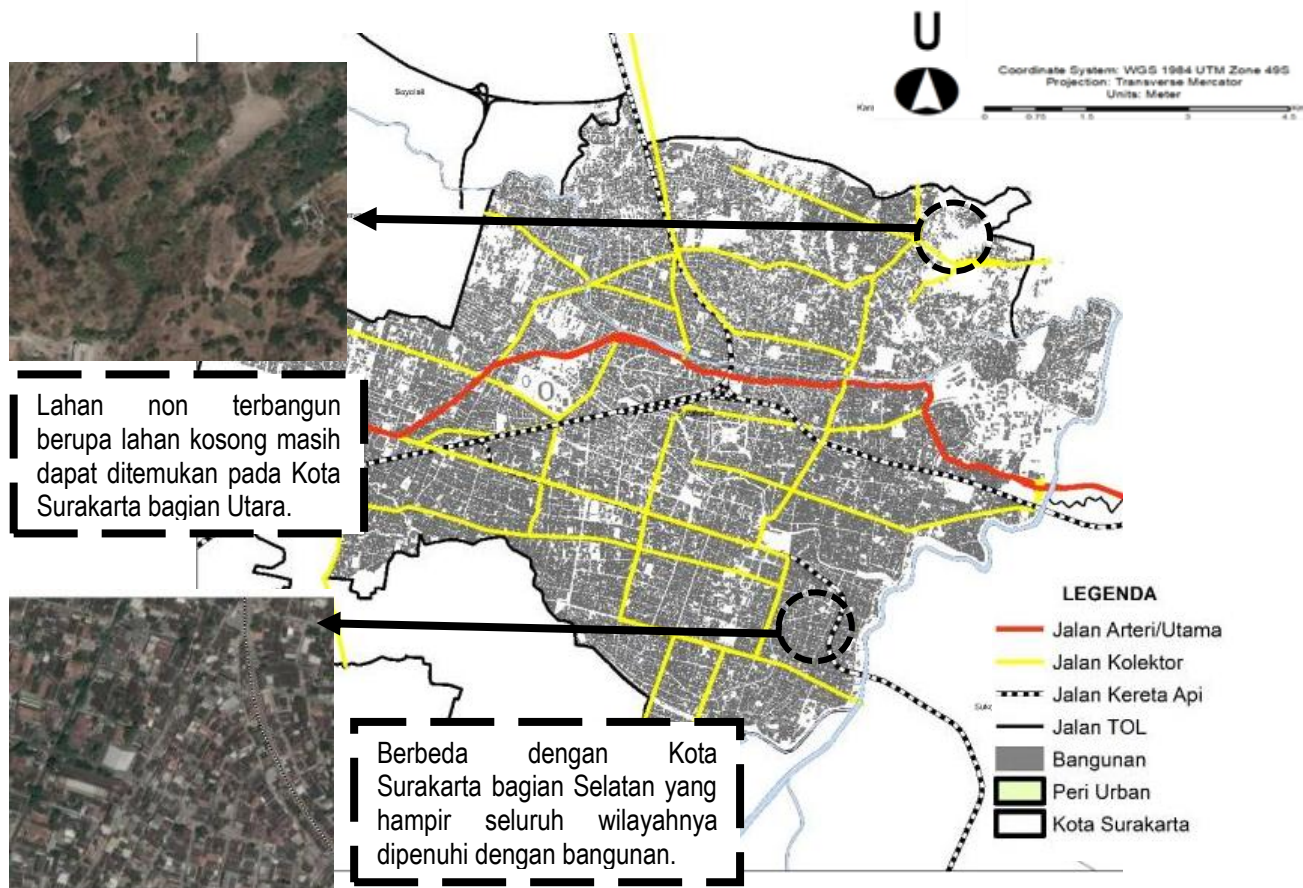 U
Coordinate System: WGS 1984 UTM Zone 49S
Projection: Transverse Mercator
Units: Meter
0 0.75 1.5 3 4.5
Lahan non terbangun
berupa lahan kosong masih
dapat ditemukan pada Kota
Surakarta bagian Utara.
LEGENDA
Jalan Arteri/Utama
Jalan Kolektor
Jalan Kereta Api
Jalan TOL
Bangunan
Peri Urban
Kota Surakarta
Berbeda dengan Kota
Surakarta bagian Selatan yang
hampir seluruh wilayahnya
dipenuhi dengan bangunan.